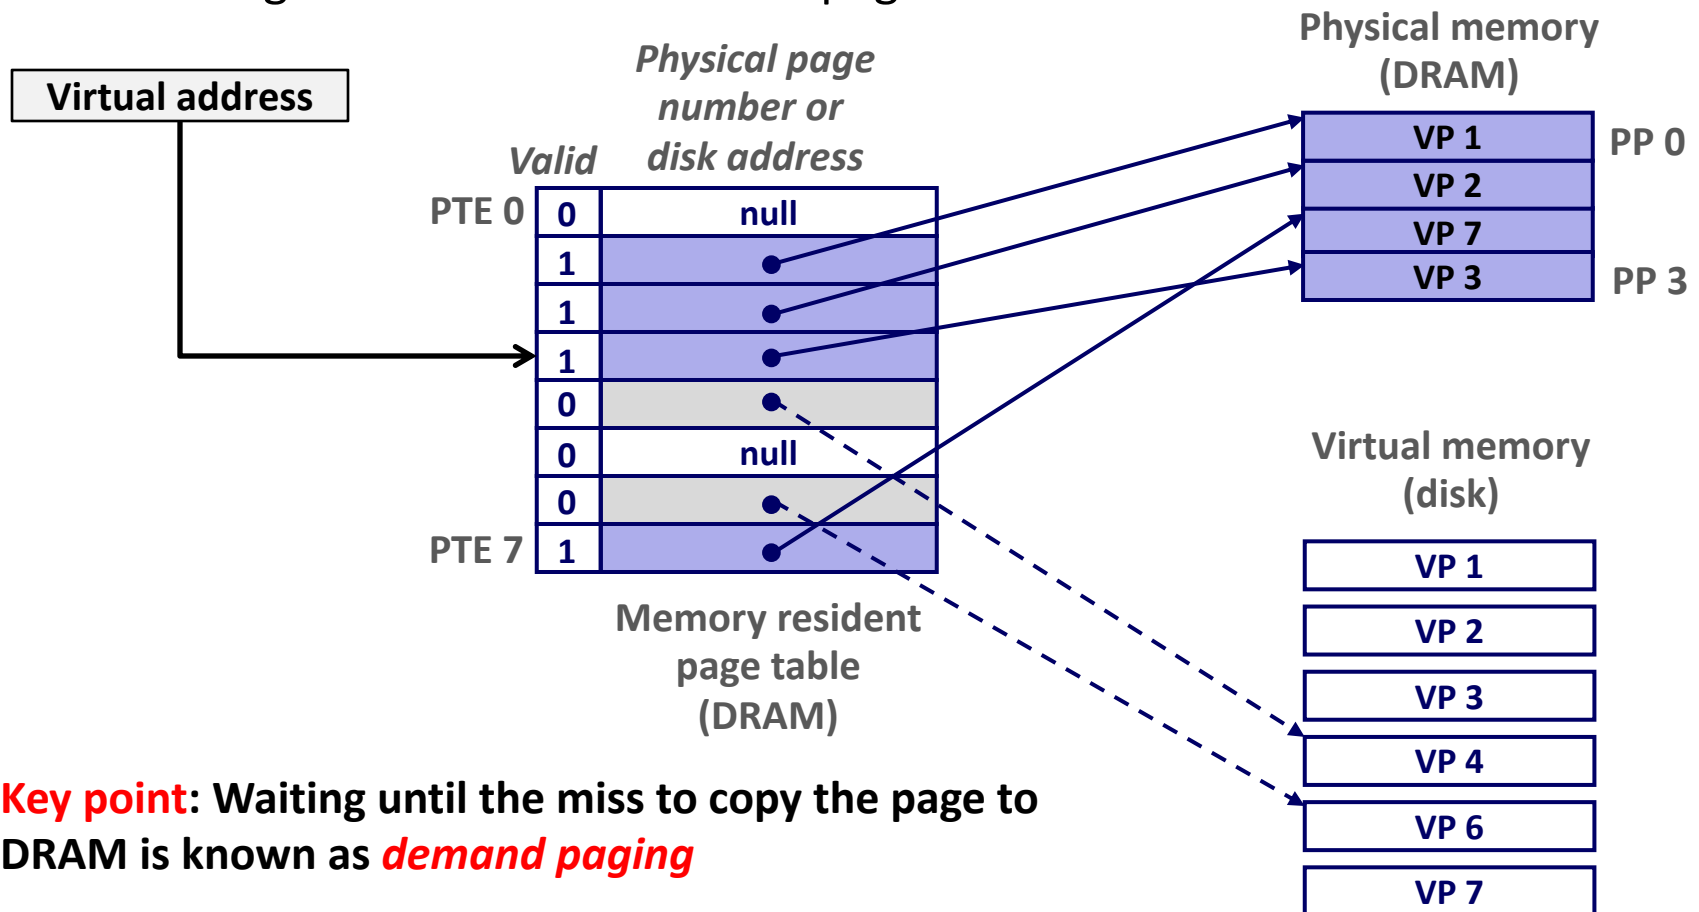 Physical memory
(DRAM)
Virtual address
Physical page
number or
disk address
Valid
VP 1
PP 0
VP 2
VP 7
VP 3
PP 3
PTE 0
0
null
1
1
1
0
0
null
0
PTE 7
1
Memory resident
page table
(DRAM)
Virtual memory
(disk)
VP 1
VP 2
VP 3
VP 4
VP 6
VP 7
Key point: Waiting until the miss to copy the page to
DRAM is known as demand paging